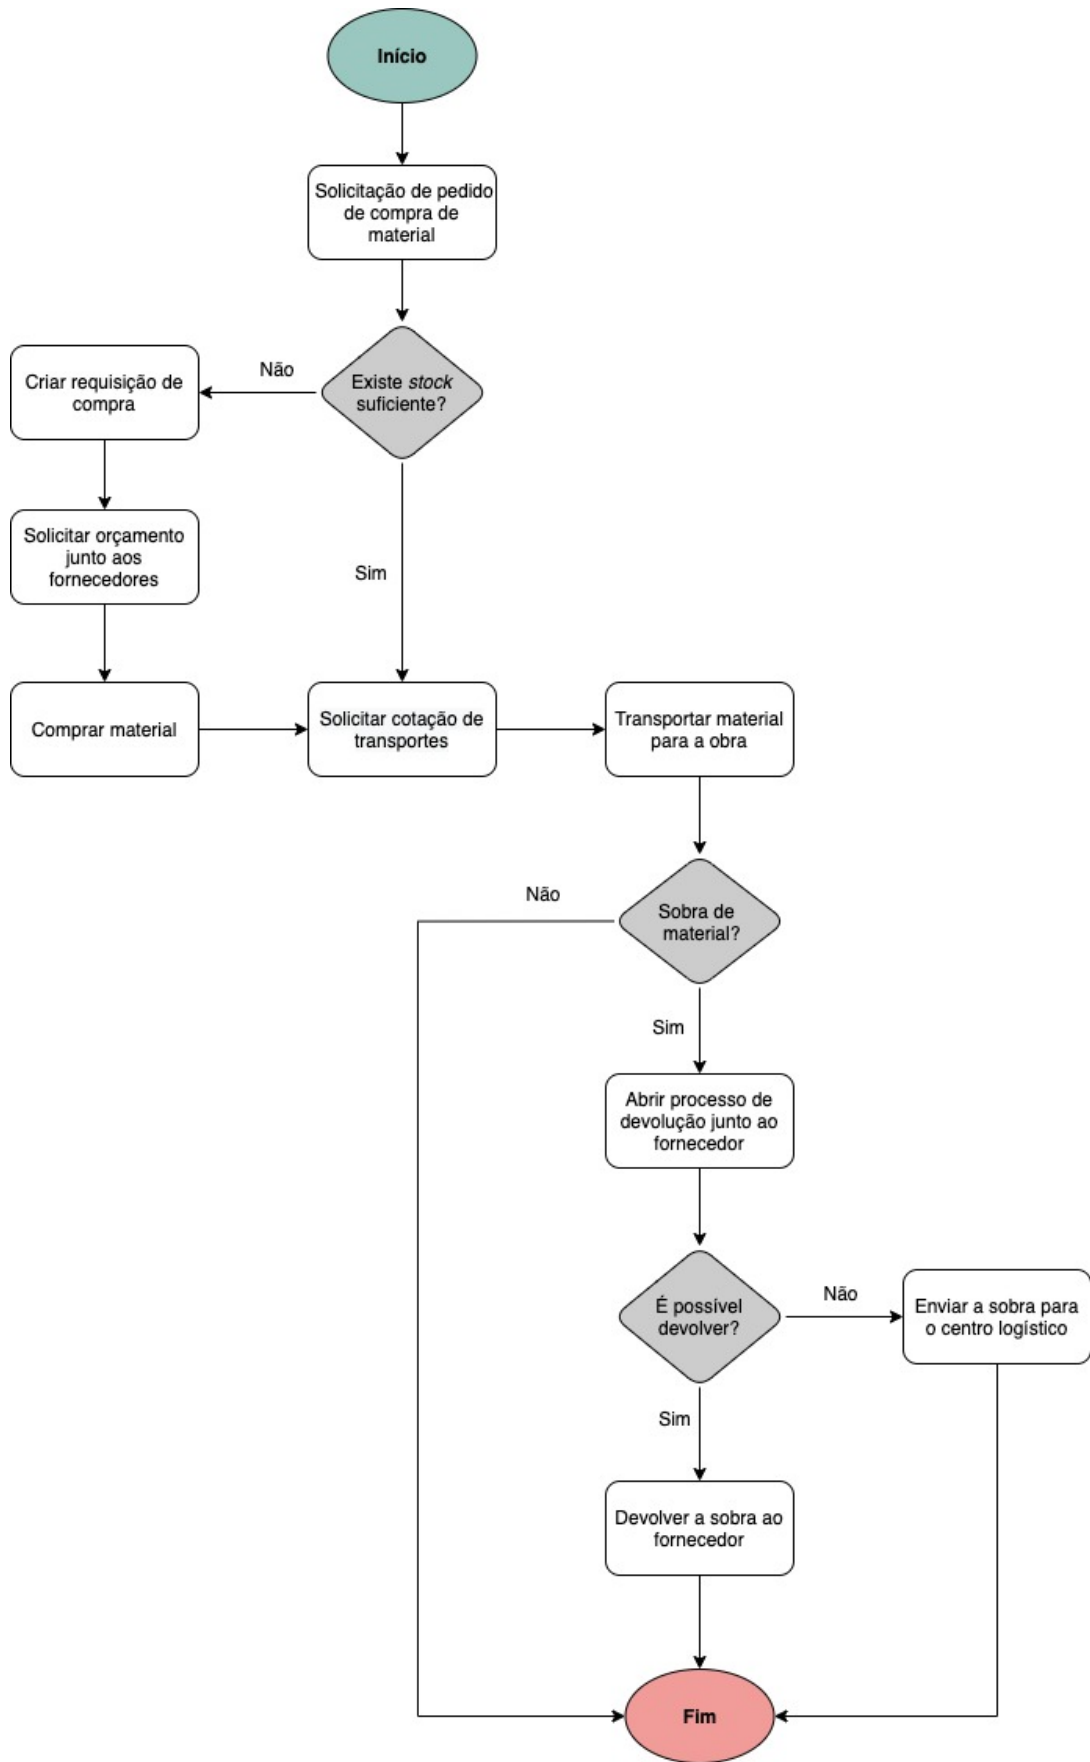 Início
Solicitação de pedido
de compra de
material
Não
Existe stock
suficiente?
Criar requisição de
compra
Solicitar orçamento
junto aos
fornecedores
Sim
Comprar material
Solicitar cotação de
transportes
Transportar material
para a obra
Não
Sobra de
material?
Sim
Abrir processo de
devolução junto ao
fornecedor
É possível
devolver?
Não
Enviar a sobra para
o centro logístico
Sim
Devolver a sobra ao
fornecedor
Fim